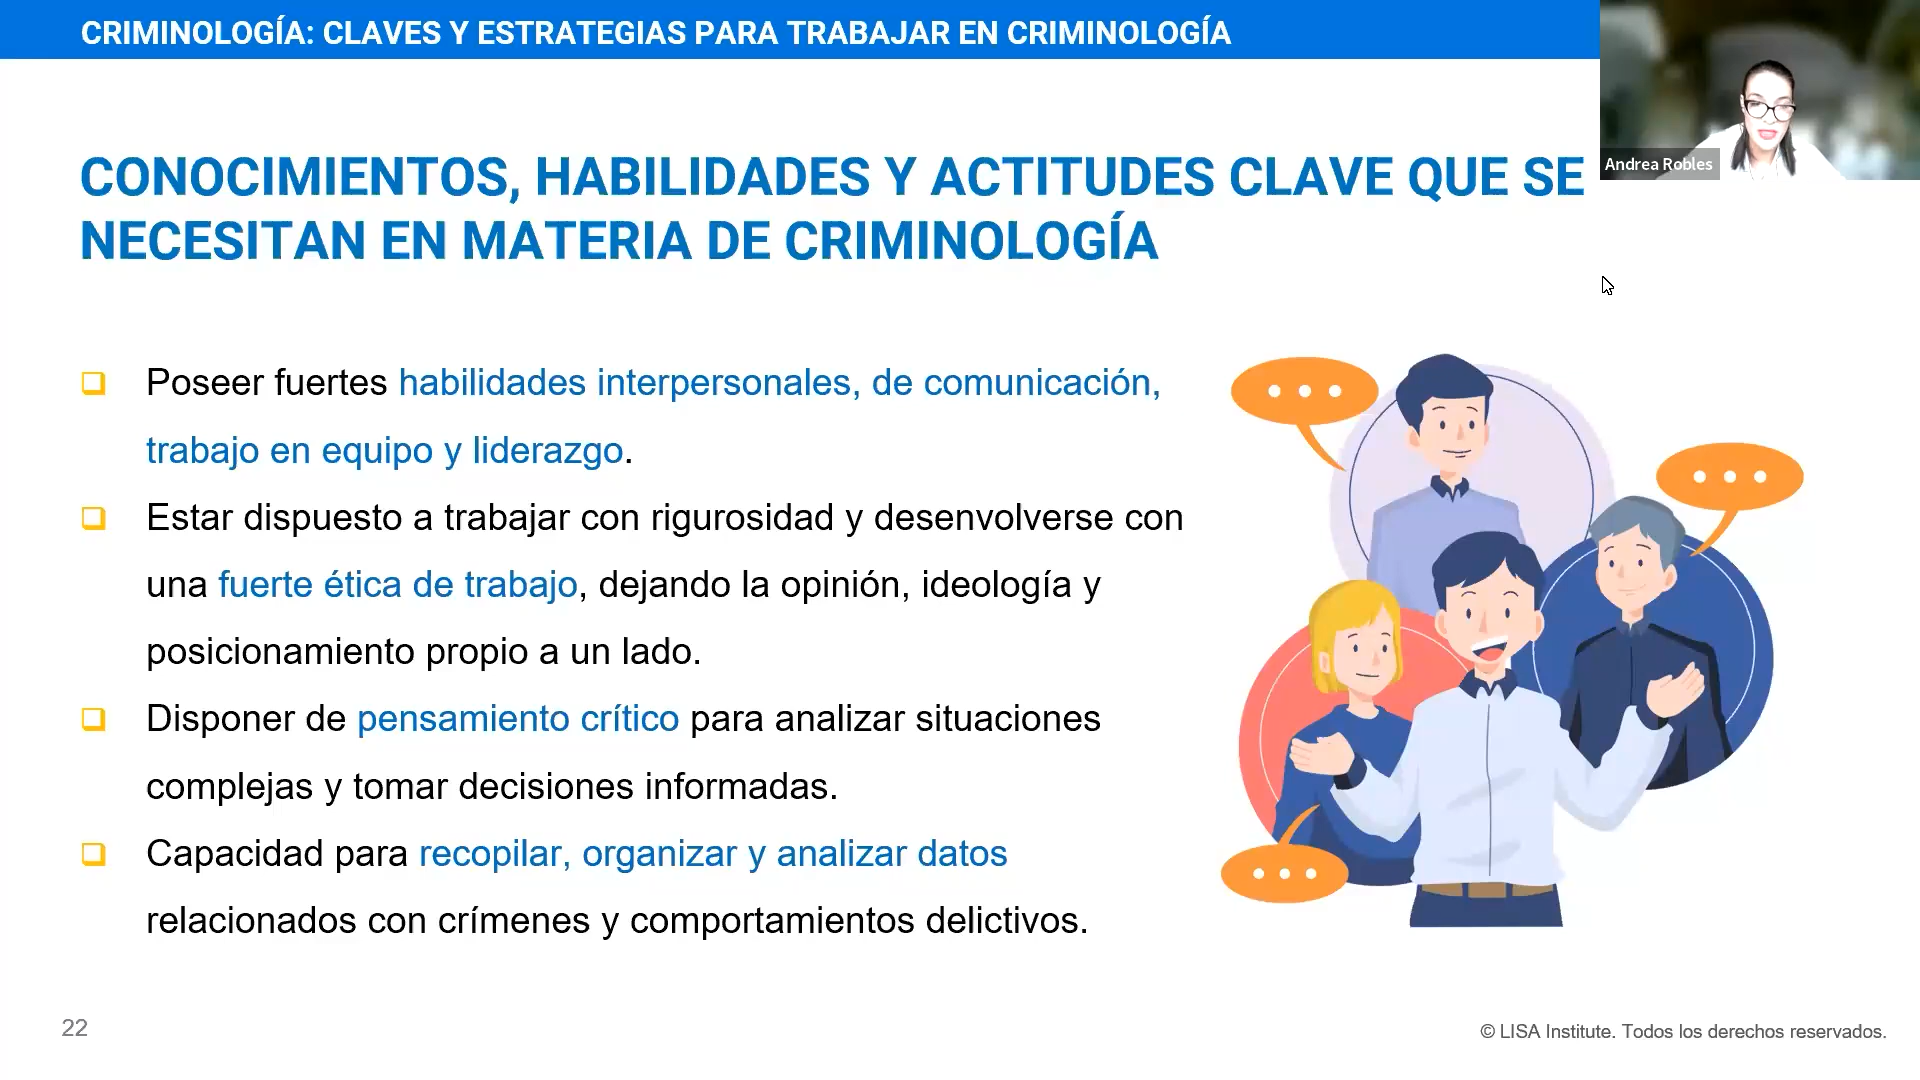 CRIMINOLOGÍA: CLAVES Y ESTRATEGIAS PARA TRABAJAR EN CRIMINOLOGÍA
Andrea Robles
CONOCIMIENTOS, HABILIDADES Y ACTITUDES CLAVE QUE SE
NECESITAN EN MATERIA DE CRIMINOLOGÍA
Poseer fuertes habilidades interpersonales, de comunicación,
trabajo en equipo y liderazgo.
Estar dispuesto a trabajar con rigurosidad y desenvolverse con
una fuerte ética de trabajo, dejando la opinión, ideología y
posicionamiento propio a un lado.
Disponer de pensamiento crítico para analizar situaciones
complejas y tomar decisiones informadas.
Capacidad para recopilar, organizar y analizar datos
relacionados con crímenes y comportamientos delictivos.
22
© LISA Institute. Todos los derechos reservados.